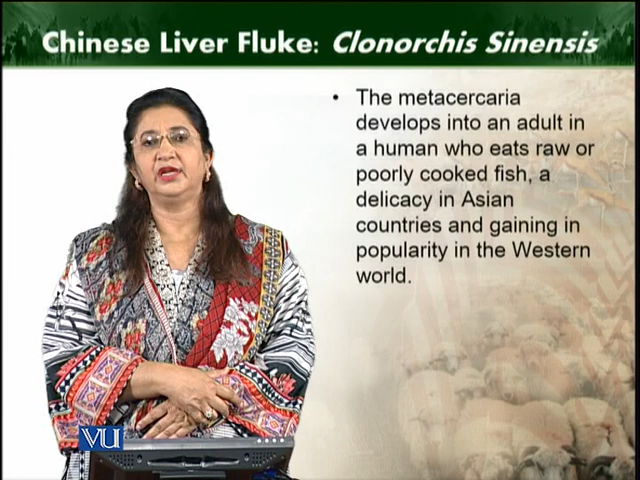 Chinese Liver Fluke: Clonorchis Sinensis
• The metacercaria
develops into an adult in
a human who eats raw or
poorly cooked fish, a
delicacy in Asian
countries and gaining in
popularity in the Western
world.
VU